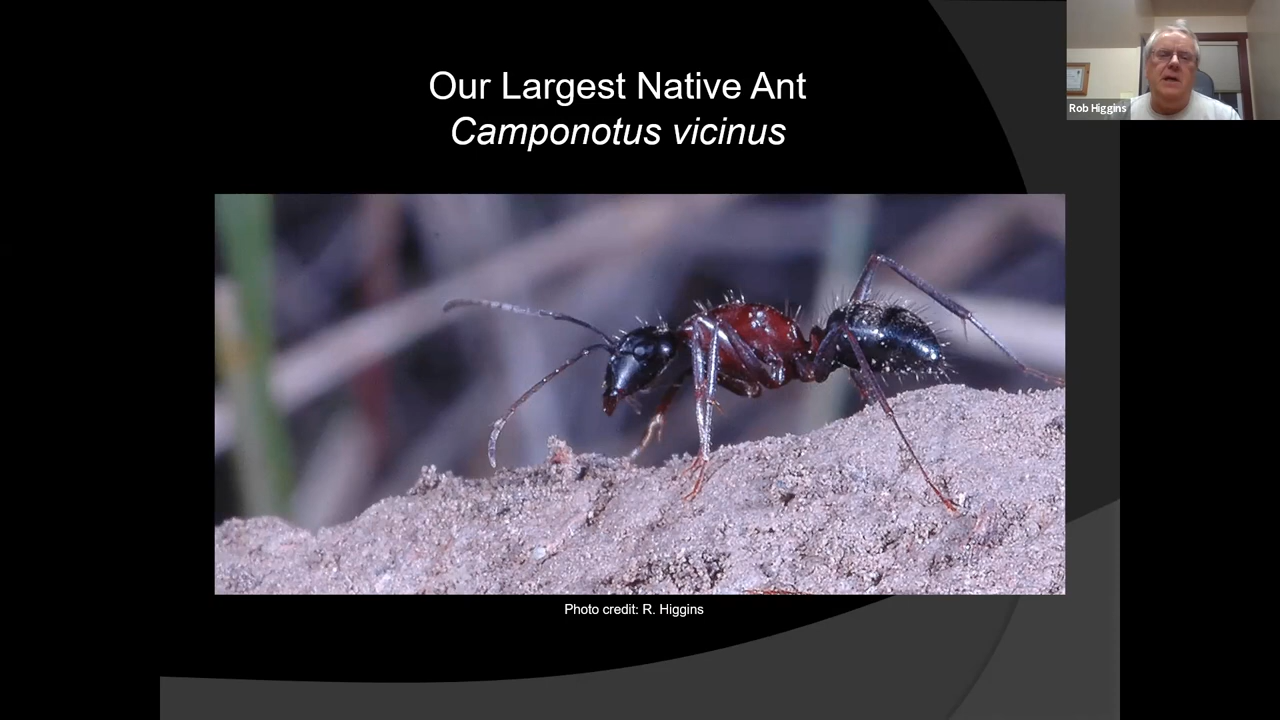 Our Largest Native Ant
Camponotus vicinus
Rob Higgins
Photo credit: R. Higgins